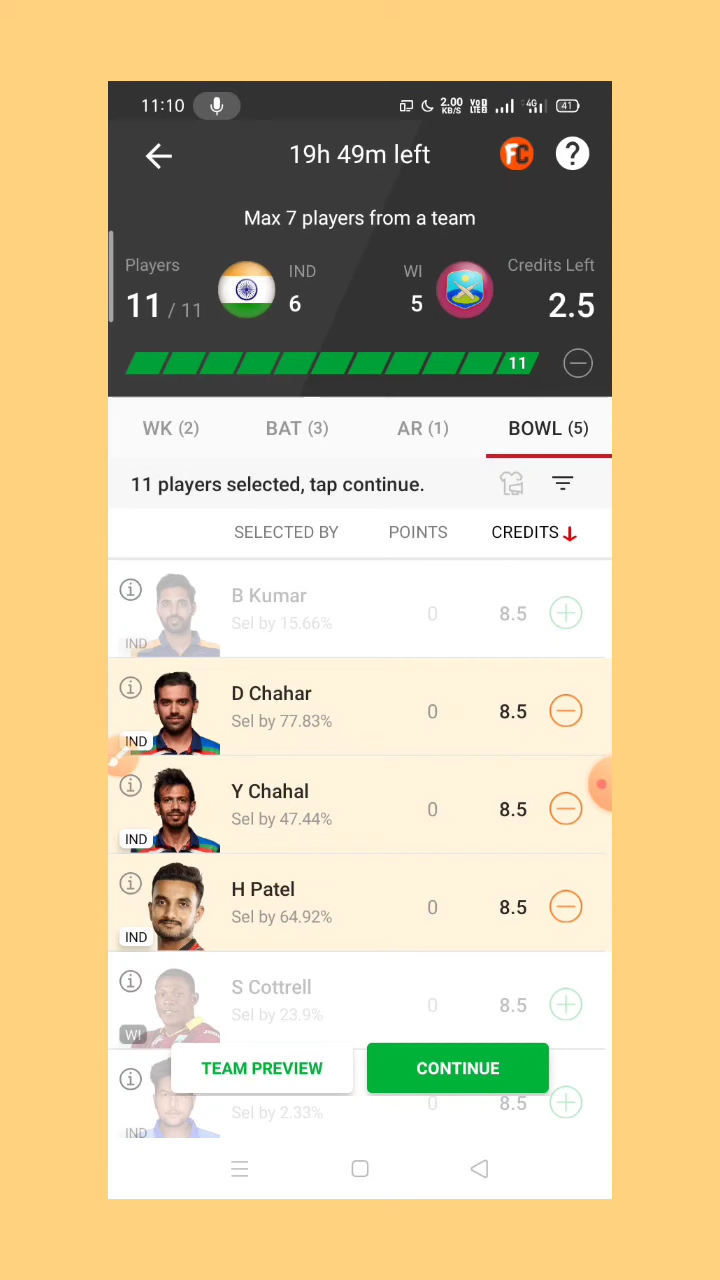 11:10 2.00 KB/S VoD LTE2 4G 41
19h 49m left FC ?
Max 7 players from a team
Players IND WI Credits Left
11 / 11 6 5 2.5
11
WK (2) BAT (3) AR (1) BOWL (5)
11 players selected, tap continue.
SELECTED BY POINTS CREDITS
B Kumar
Sel by 15.66% 0 8.5
IND
D Chahar
Sel by 77.83% 0 8.5
IND
Y Chahal
Sel by 47.44% 0 8.5
IND
H Patel
Sel by 64.92% 0 8.5
IND
S Cottrell
Sel by 23.9% 0 8.5
WI
TEAM PREVIEW CONTINUE
Sel by 2.33% 0 8.5
IND